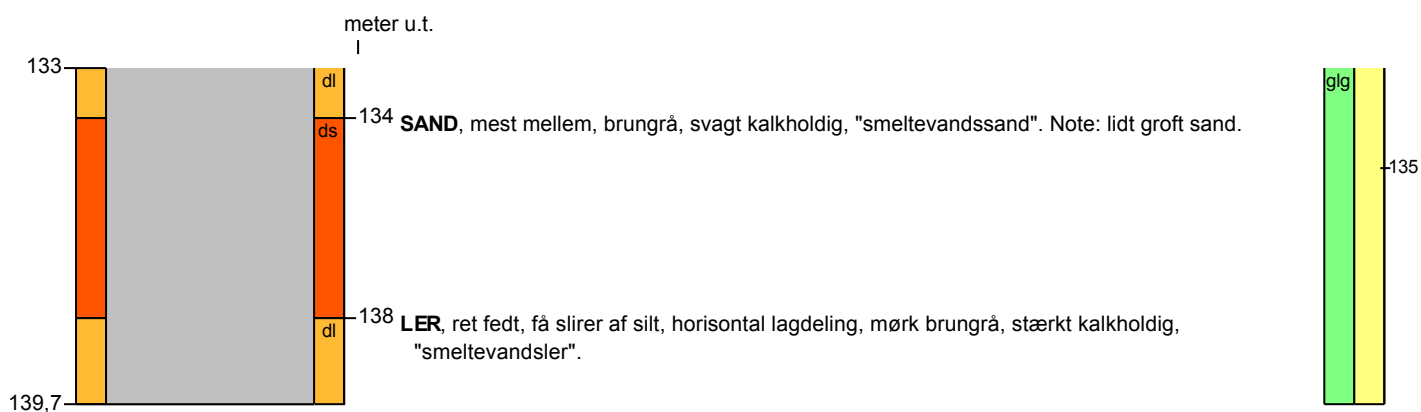 meter u.t.
133
dl
glg
134 SAND, mest mellem, brungrå, svagt kalkholdig, "smeltevandssand". Note: lidt groft sand.
ds
135
138 LER, ret fedt, få slirer af silt, horisontal lagdeling, mørk brungrå, stærkt kalkholdig,
"smeltevandsler".
dl
139,7